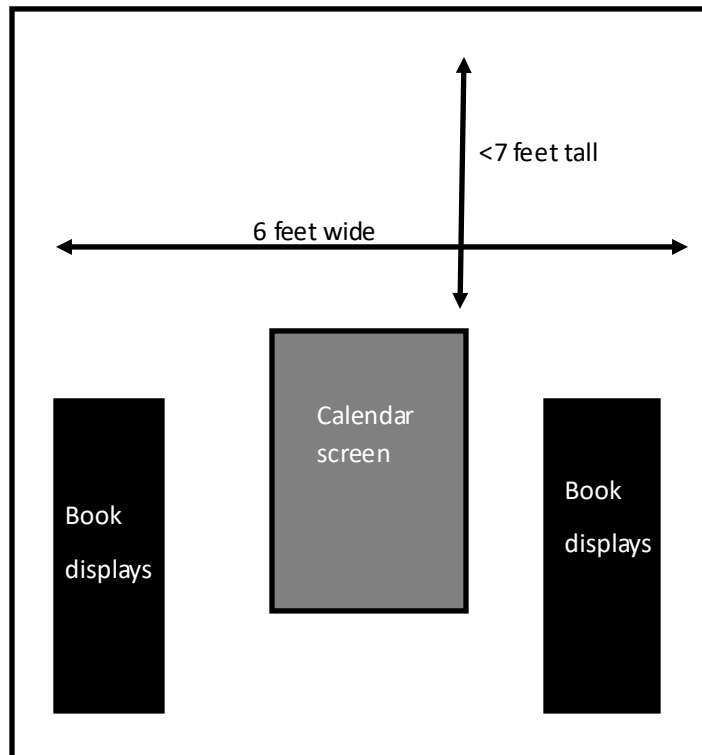 <7 feet tall
6 feet wide
Calendar
screen
Book
displays
Book
displays